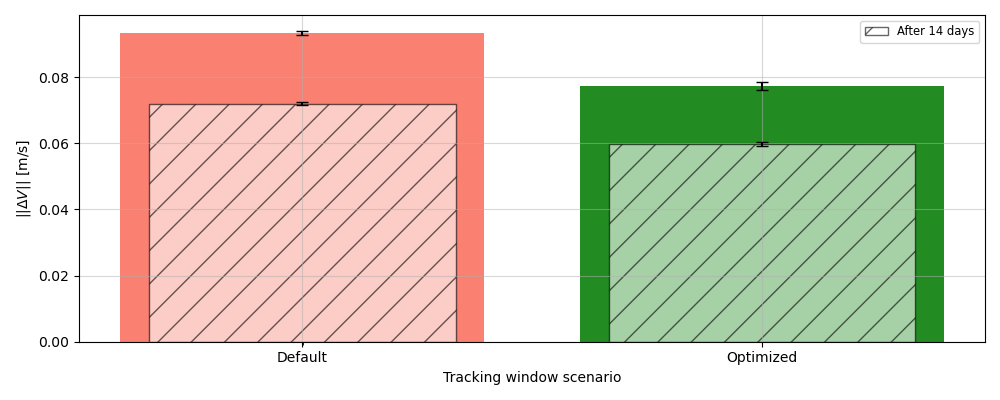 After 14 days
0.08
0.06
0.04
0.02
0.00
||ΔV|| [m/s]
Default
Optimized
Tracking window scenario